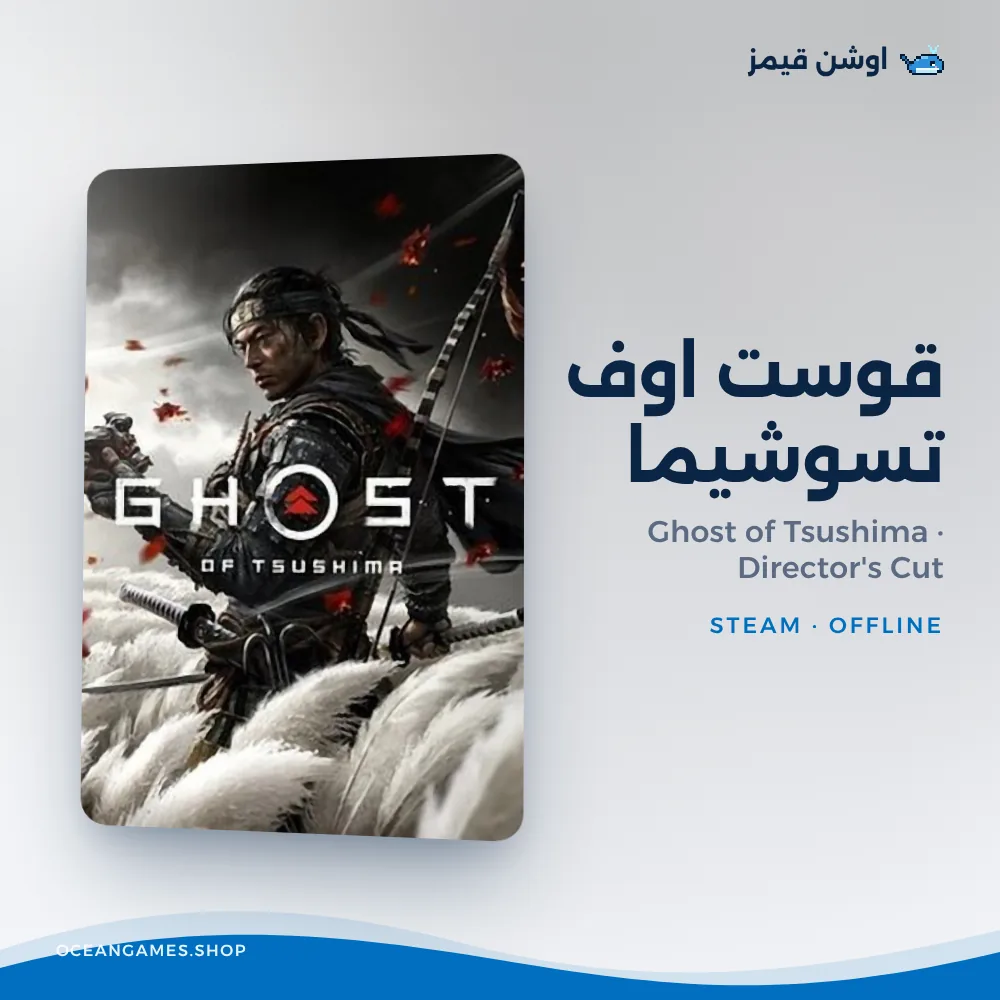 اوشن قيمز
قوست اوف
تسوشيما
Ghost of Tsushima ·
Director's Cut
STEAM · OFFLINE
GHOST
OF TSUSHIMA
OCEANGAMES.SHOP